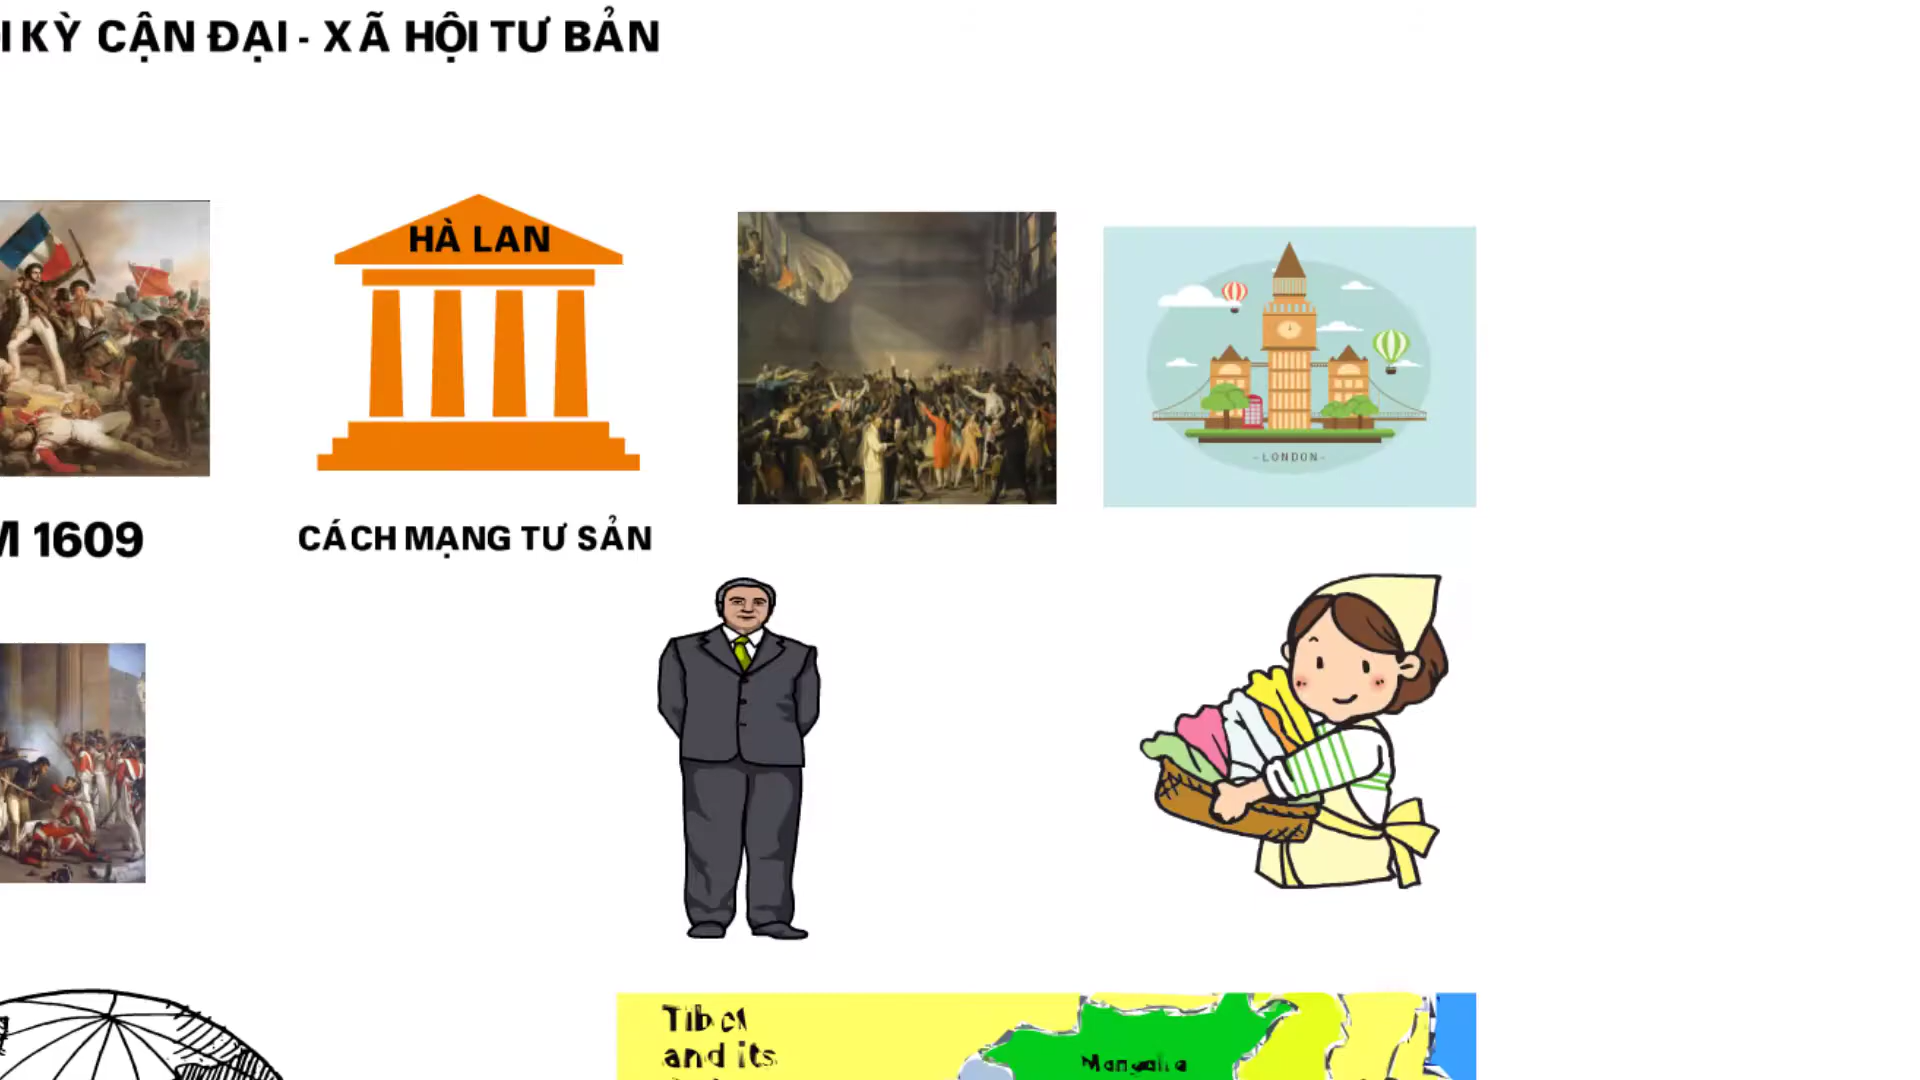 KỲ CẬN ĐẠI - XÃ HỘI TƯ BẢN
HÀ LAN
- LONDON -
1609
CÁCH MẠNG TƯ SẢN
Tibet
and its
Mongolia